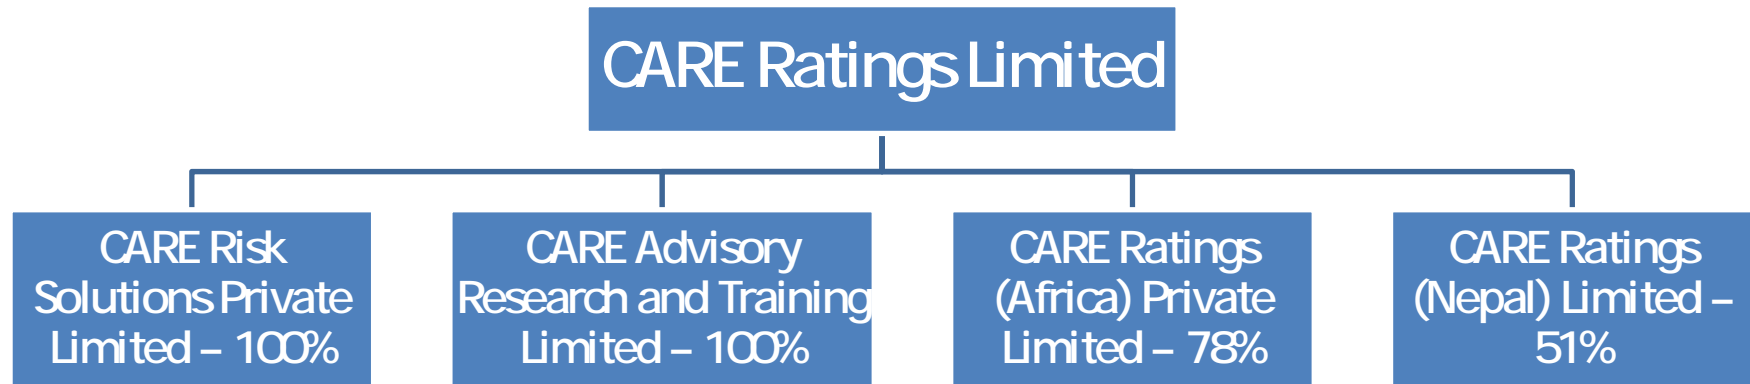 CARE Ratings Limited
CARE Risk
Solutions Private
Limited – 100%
CARE Advisory
Research and Training
Limited – 100%
CARE Ratings
(Africa) Private
Limited – 78%
CARE Ratings
(Nepal) Limited –
51%